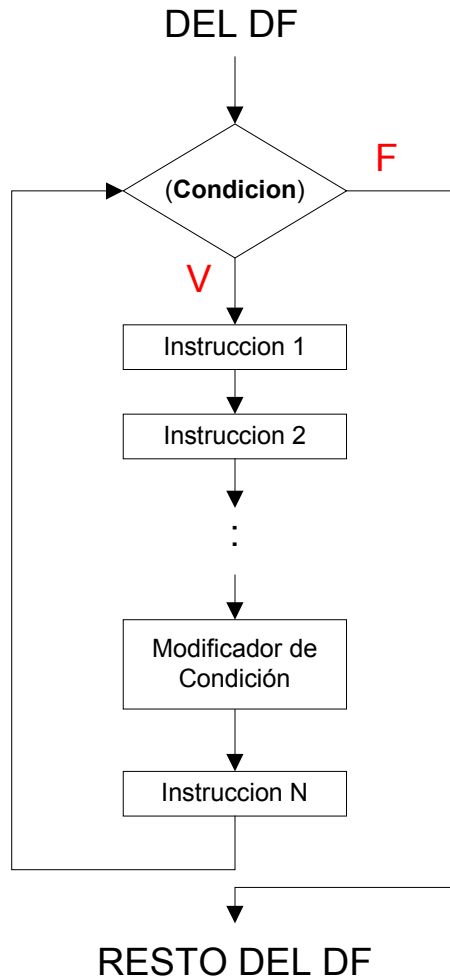 DEL DF
(Condicion)
F
V
Instruccion 1
Instruccion 2
:
Modificador de
Condición
Instruccion N
RESTO DEL DF